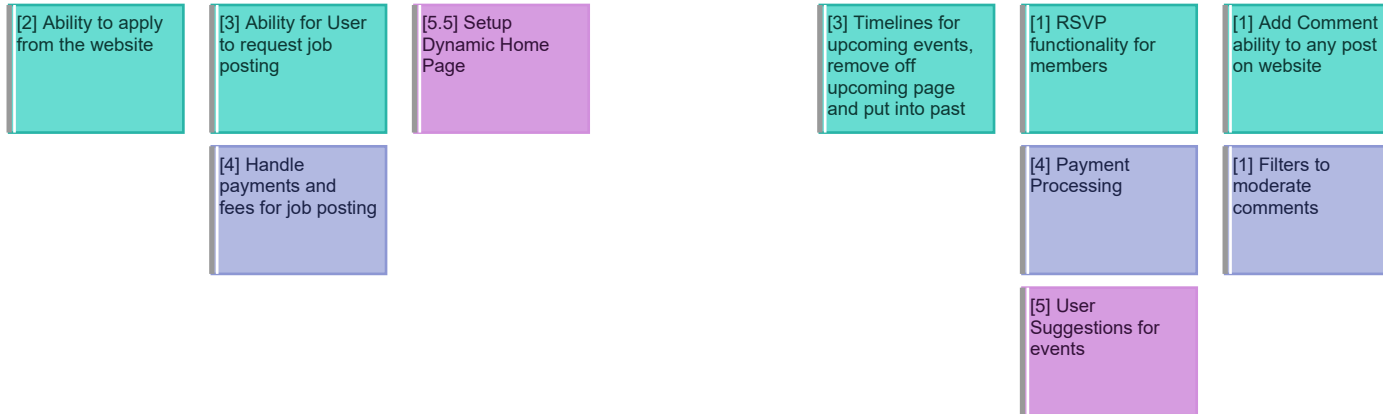 [2] Ability to apply
from the website
[3] Ability for User
to request job
posting
[5.5] Setup
Dynamic Home
Page
[3] Timelines for
upcoming events,
remove off
upcoming page
and put into past
[1] RSVP
functionality for
members
[1] Add Comment
ability to any post
on website
[4] Handle
payments and
fees for job posting
[4] Payment
Processing
[1] Filters to
moderate
comments
[5] User
Suggestions for
events